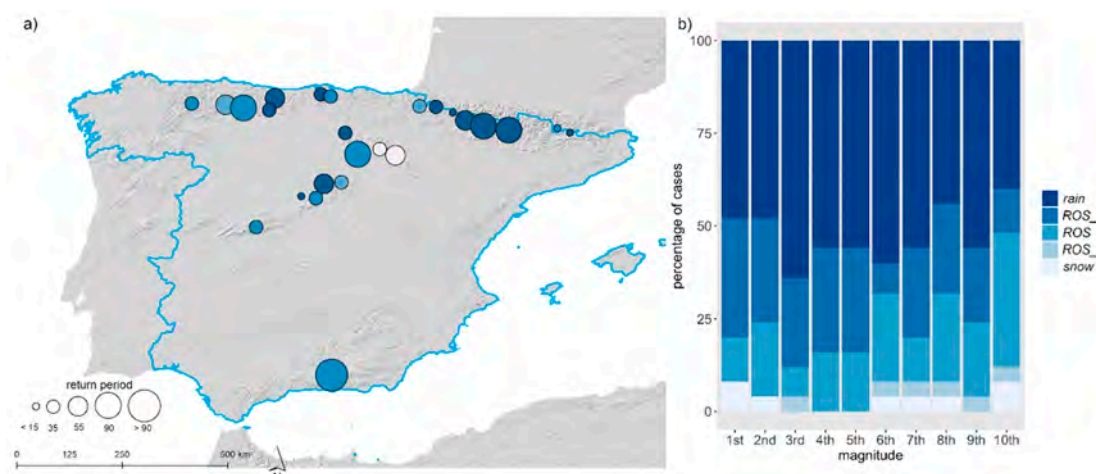 a)
return period
< 15 35 55 90 > 90
0 125 250 500 km
b)
percentage of cases
100
75
50
25
0
1st 2nd 3rd 4th 5th 6th 7th 8th 9th 10th
magnitude
rain
ROS_
ROS
ROS_
snow